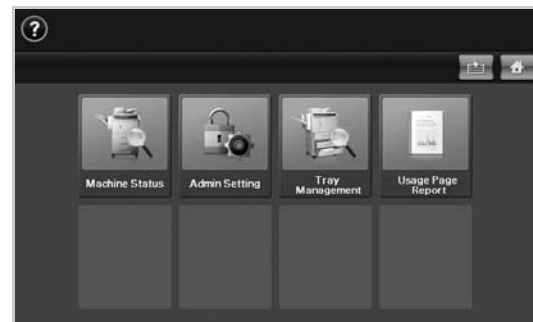 ?
Machine Status
Admin Setting
Tray
Management
Usage Page
Report